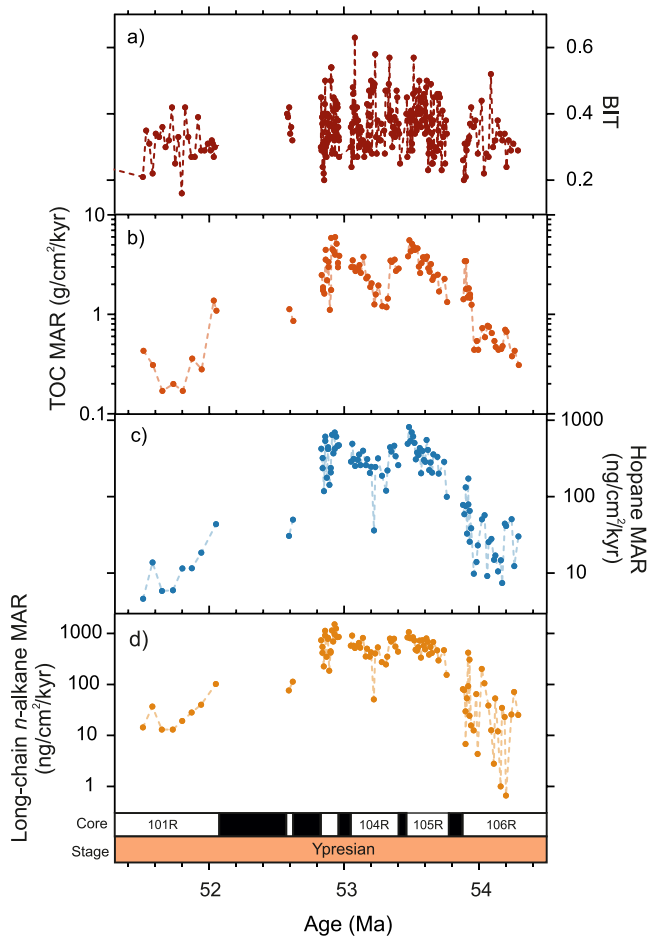 a)
0.6
0.4
0.2
BIT
b)
10
1
0.1
TOC MAR (g/cm²/kyr)
c)
1000
100
10
Hopane MAR
(ng/cm²/kyr)
d)
1000
100
10
1
Long-chain n-alkane MAR
(ng/cm²/kyr)
Core
101R
104R
105R
106R
Stage
Ypresian
52
53
54
Age (Ma)